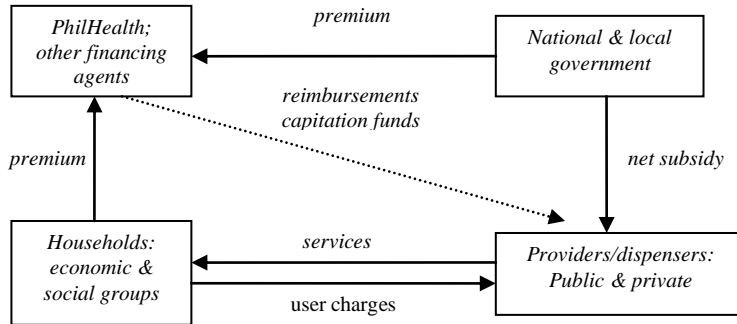 PhilHealth;
other financing
agents
premium
National & local
government
reimbursements
capitation funds
premium
net subsidy
Households:
economic &
social groups
services
Providers/dispensers:
Public & private
user charges